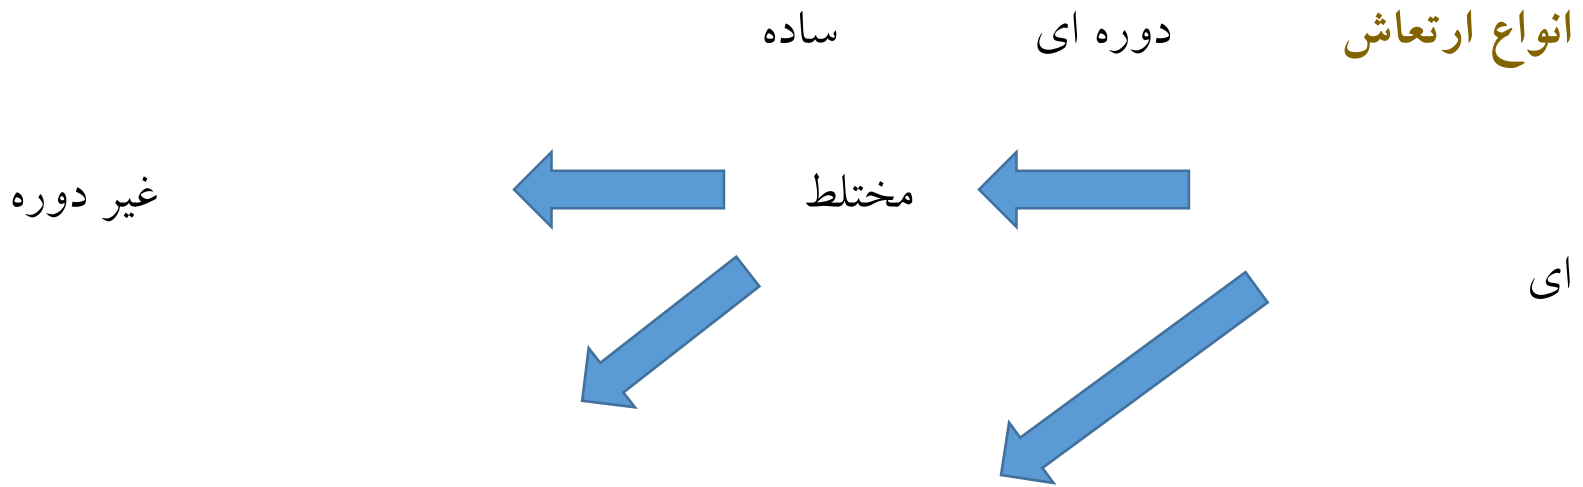 انواع ارتعاش دوره ای ساده
مختلط غیر دوره
ای